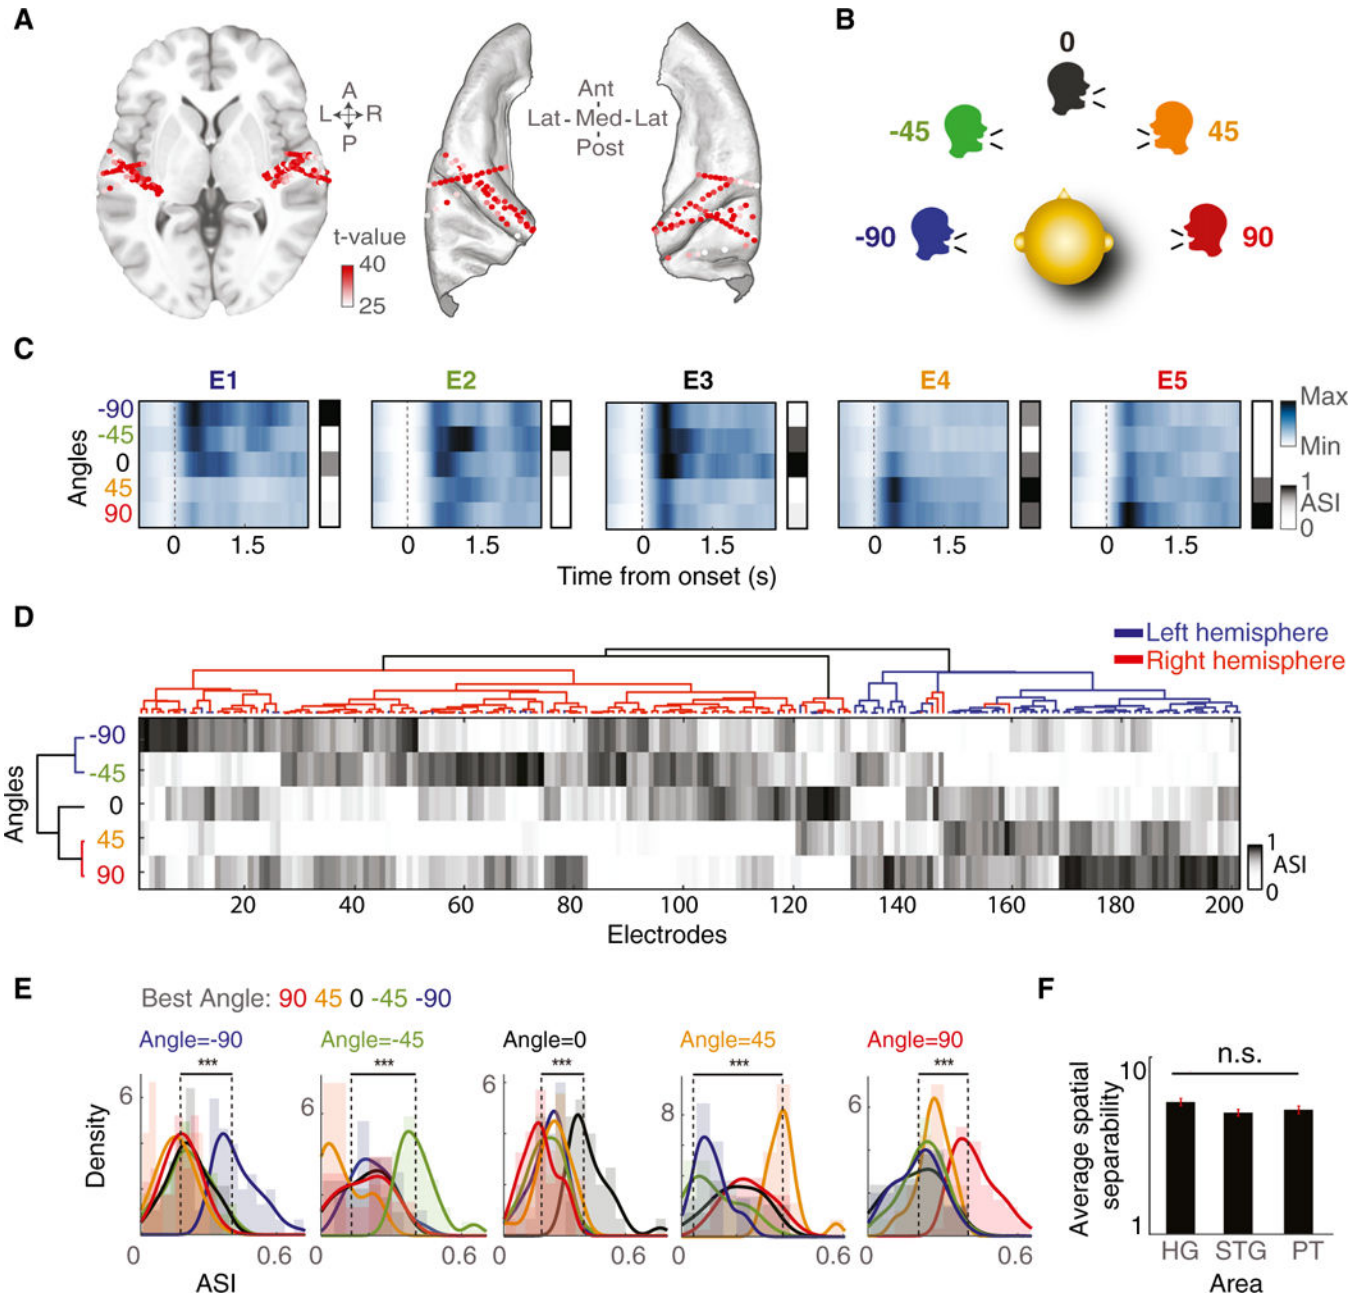 A
B
A
L R
P
Ant
Lat - Med - Lat
Post
t-value
40
25
0
-45
45
-90
90
C
E1 E2 E3 E4 E5
Angles
-90
-45
0
45
90
0 1.5 0 1.5 0 1.5 0 1.5 0 1.5
Time from onset (s)
Max
Min
1
ASI
0
D
Left hemisphere
Right hemisphere
Angles
-90
-45
0
45
90
20 40 60 80 100 120 140 160 180 200
Electrodes
1
ASI
0
E
Best Angle: 90 45 0 -45 -90
Angle=-90 Angle=-45 Angle=0 Angle=45 Angle=90
*** *** *** *** ***
Density
6 6 6 8 6
0 0.6 0 0.6 0 0.6 0 0.6 0 0.6
ASI
F
n.s.
Average spatial
separability
10
1
HG STG PT
Area